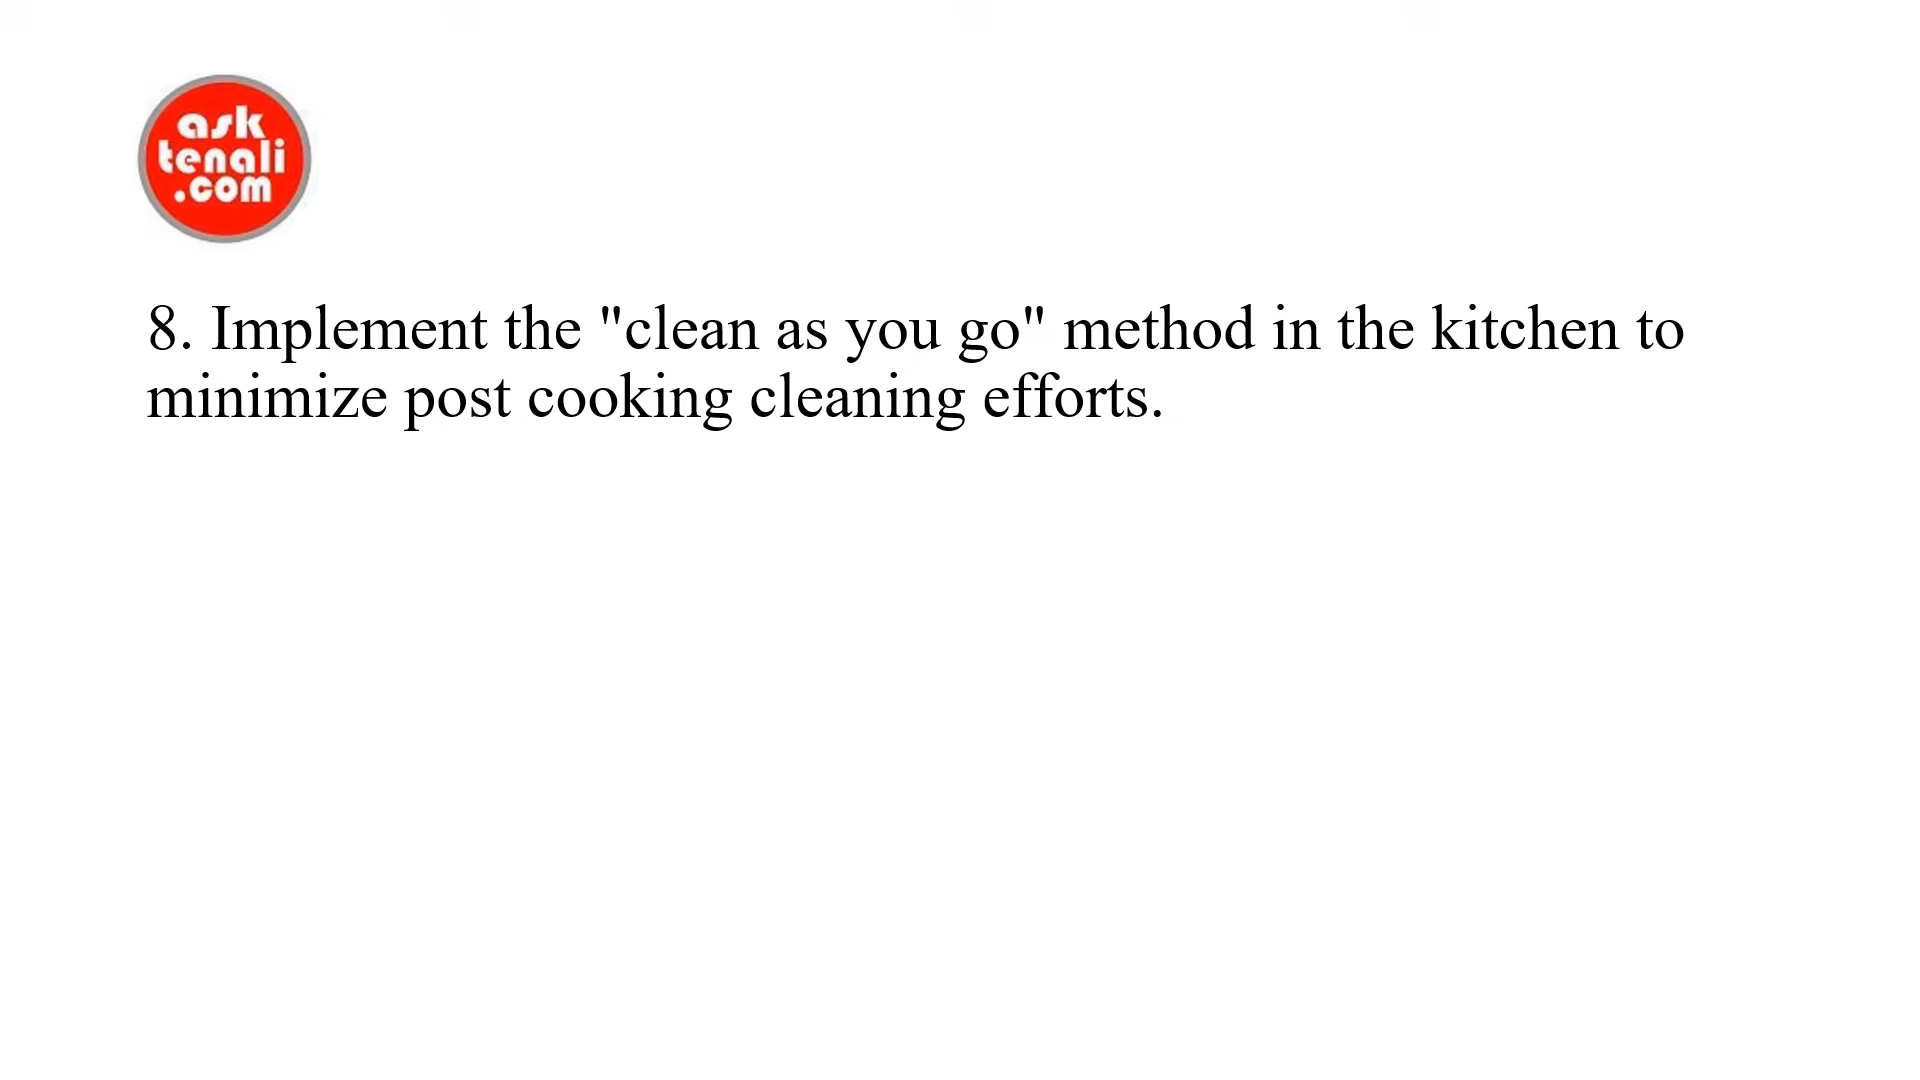 ask
tenali
.com
8. Implement the "clean as you go" method in the kitchen to
minimize post cooking cleaning efforts.